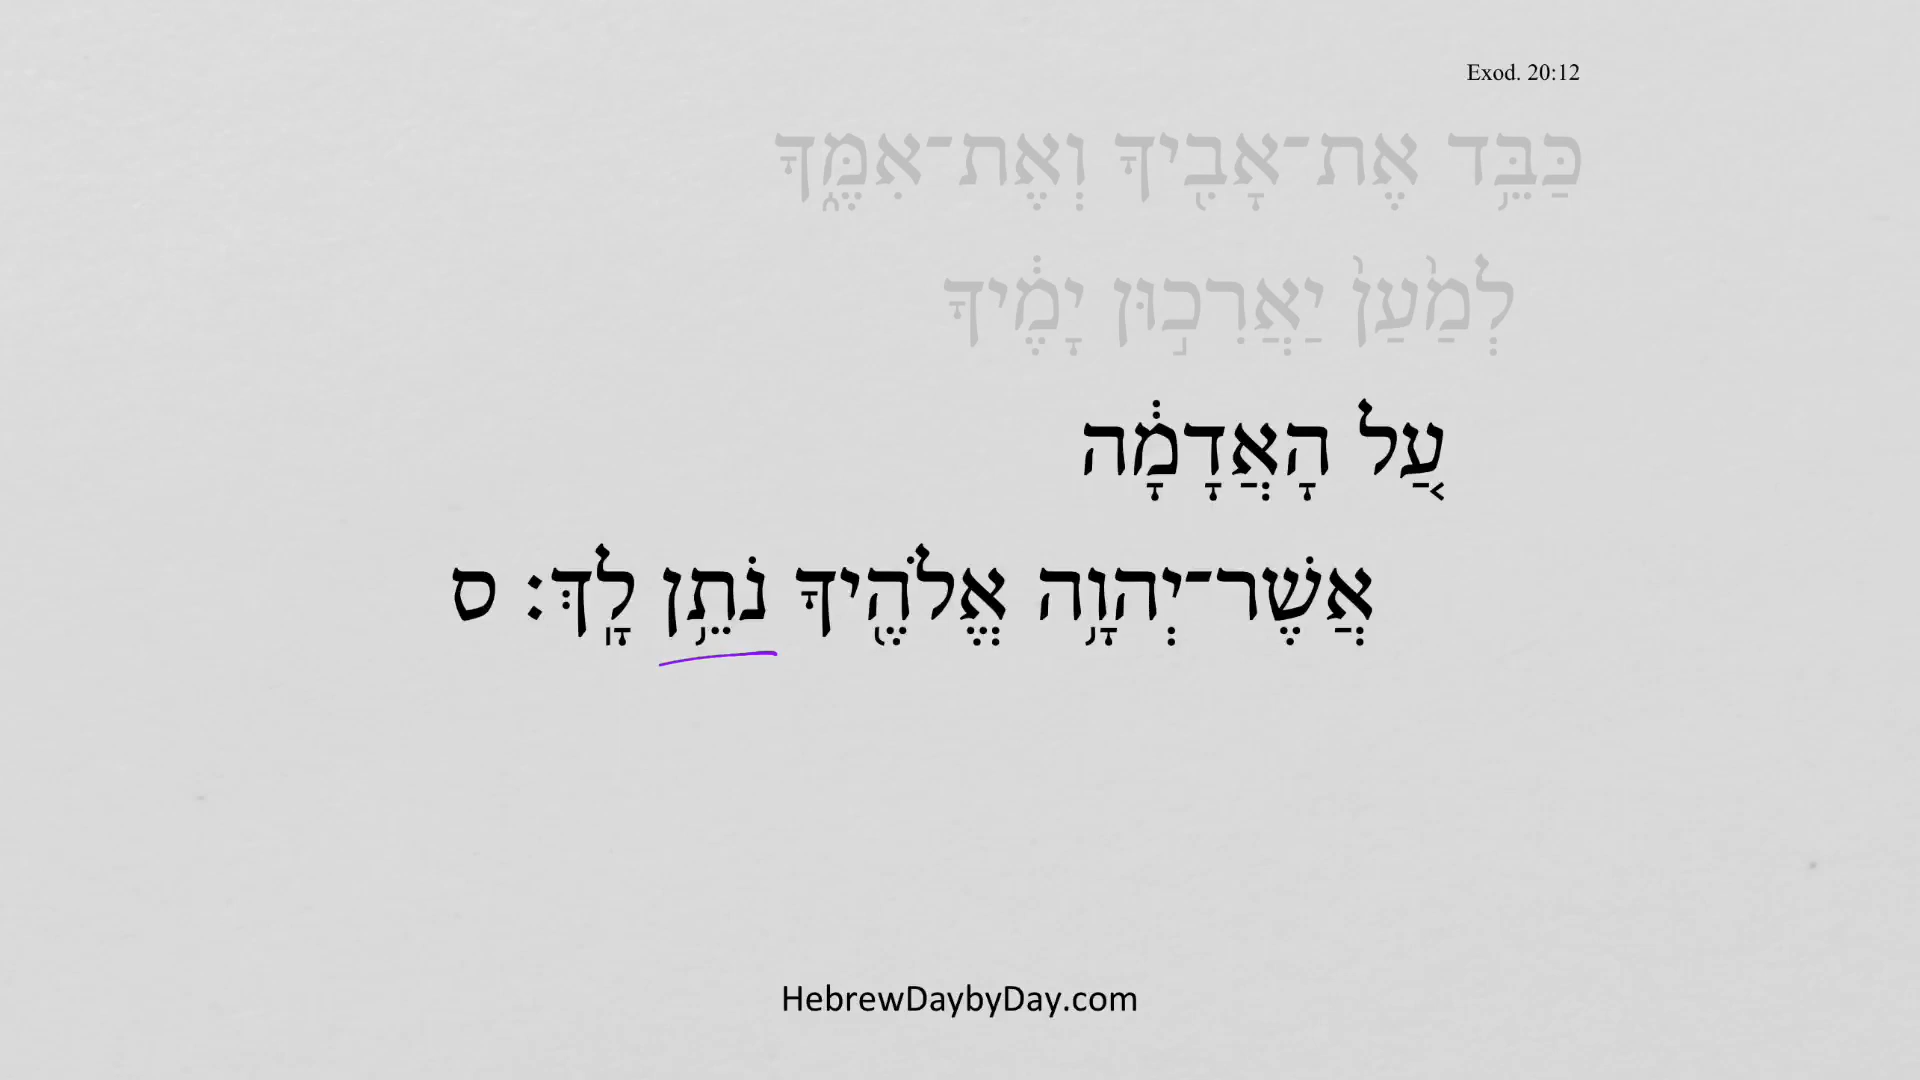 Exod. 20:12
כַּבֵּ֥ד אֶת־אָבִ֖יךָ וְאֶת־אִמֶּ֑ךָ
לְמַ֙עַן֙ יַאֲרִכ֣וּן יָמֶ֔יךָ
עַ֚ל הָאֲדָמָ֔ה
אֲשֶׁר־יְהוָ֥ה אֱלֹהֶ֖יךָ נֹתֵ֥ן לָֽךְ׃ ס
HebrewDaybyDay.com